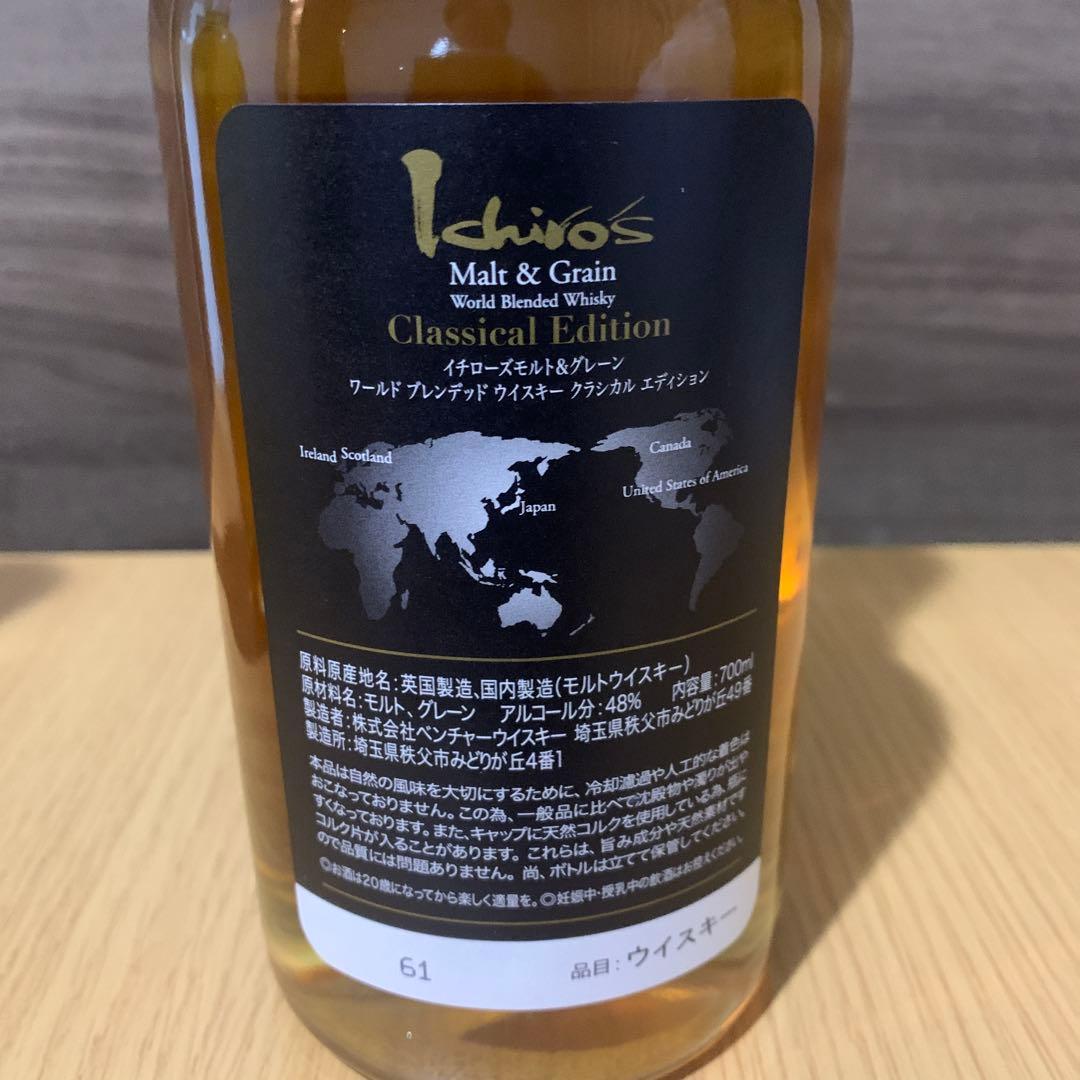 Ichiro's
Malt & Grain
World Blended Whisky
Classical Edition
イチローズモルト&グレーン
ワールド ブレンデッド ウイスキー クラシカル エディション
Ireland Scotland
Canada
United States of America
Japan
原料原産地名:英国製造、国内製造(モルトウイスキー)
原材料名:モルト、グレーン アルコール分:48% 内容量:700ml
製造者:株式会社ベンチャーウイスキー 埼玉県秩父市みどりが丘49番
製造所:埼玉県秩父市みどりが丘4番1
本品は自然の風味を大切にするために、冷却濾過や人工的な着色は
おこなっておりません。この為、一般品に比べて沈殿物や濁りが出や
すくなっております。また、キャップに天然コルクを使用している為、瓶に
コルク片が入ることがあります。これらは、旨み成分や天然素材です
ので品質には問題ありません。尚、ボトルは立てて保管してください。
◎お酒は20歳になってから楽しく適量を。◎妊娠中・授乳中の飲酒はお控えください。
61 品目:ウイスキー